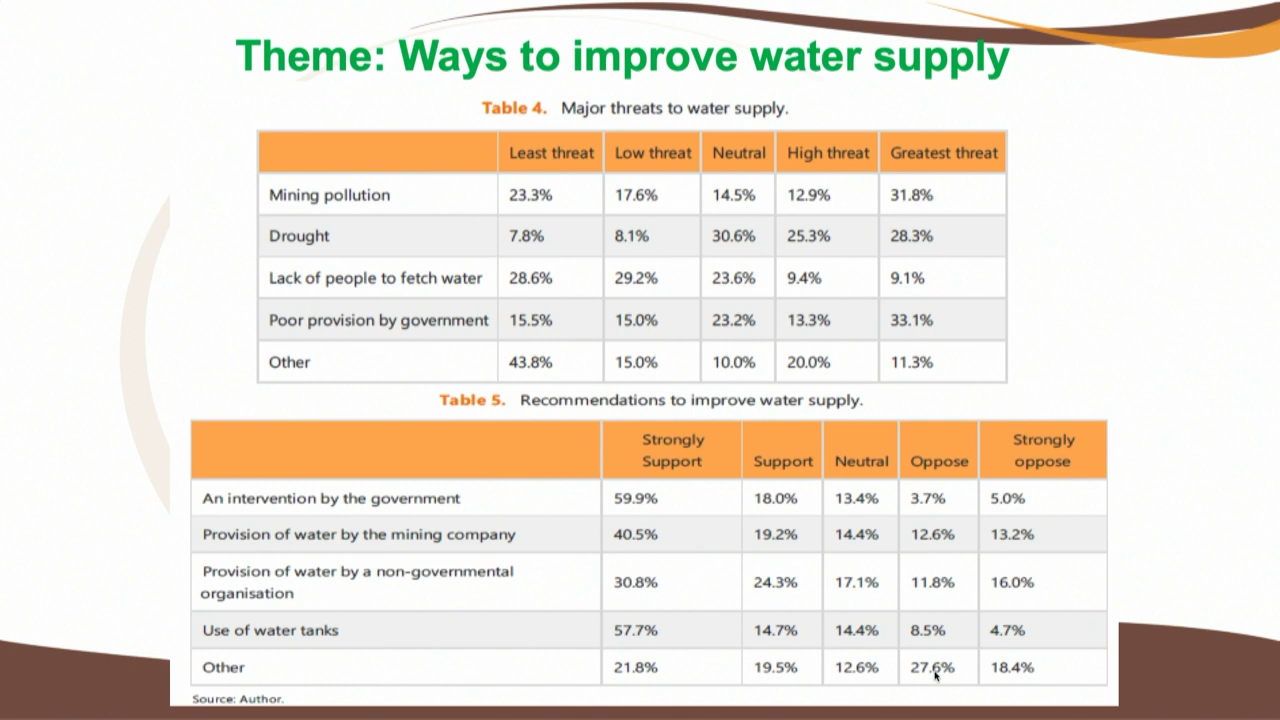 Theme: Ways to improve water supply
Table 4. Major threats to water supply.
Least threat Low threat Neutral High threat Greatest threat
Mining pollution 23.3% 17.6% 14.5% 12.9% 31.8%
Drought 7.8% 8.1% 30.6% 25.3% 28.3%
Lack of people to fetch water 28.6% 29.2% 23.6% 9.4% 9.1%
Poor provision by government 15.5% 15.0% 23.2% 13.3% 33.1%
Other 43.8% 15.0% 10.0% 20.0% 11.3%
Table 5. Recommendations to improve water supply.
Strongly Strongly
Support Support Neutral Oppose oppose
An intervention by the government 59.9% 18.0% 13.4% 3.7% 5.0%
Provision of water by the mining company 40.5% 19.2% 14.4% 12.6% 13.2%
Provision of water by a non-governmental
organisation 30.8% 24.3% 17.1% 11.8% 16.0%
Use of water tanks 57.7% 14.7% 14.4% 8.5% 4.7%
Other 21.8% 19.5% 12.6% 27.6% 18.4%
Source: Author.